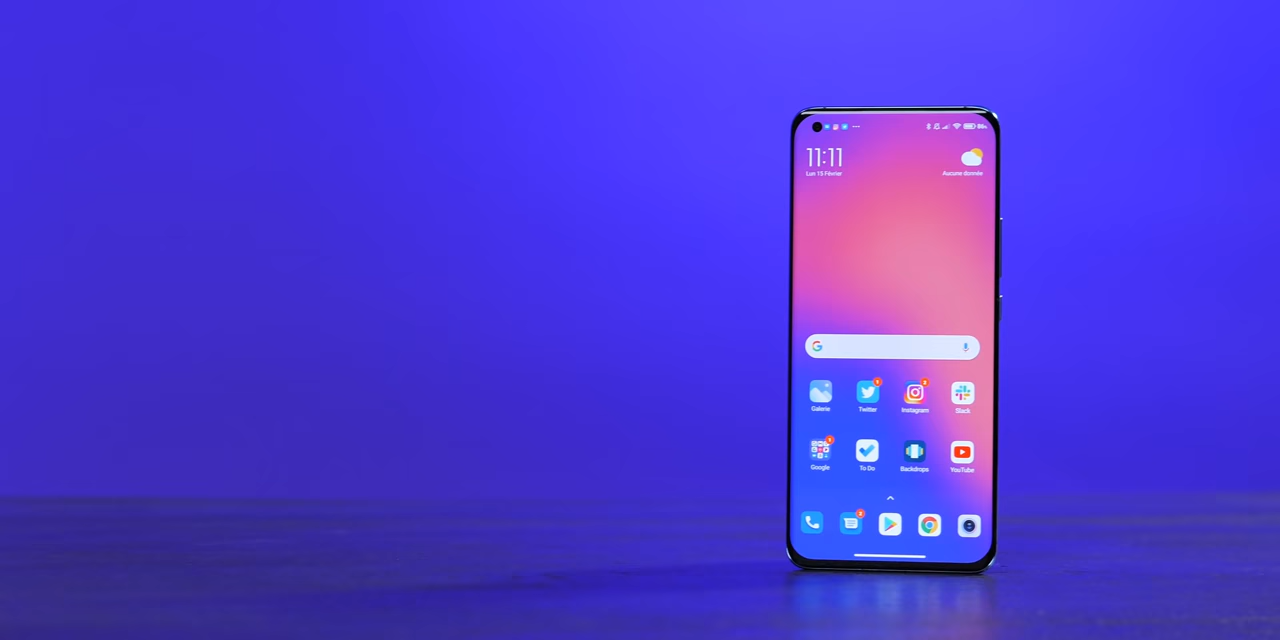 11:11
Lun 15 Février
Aucune donnée
Galerie
Twitter
Instagram
Slack
Google
To Do
Backdrops
YouTube